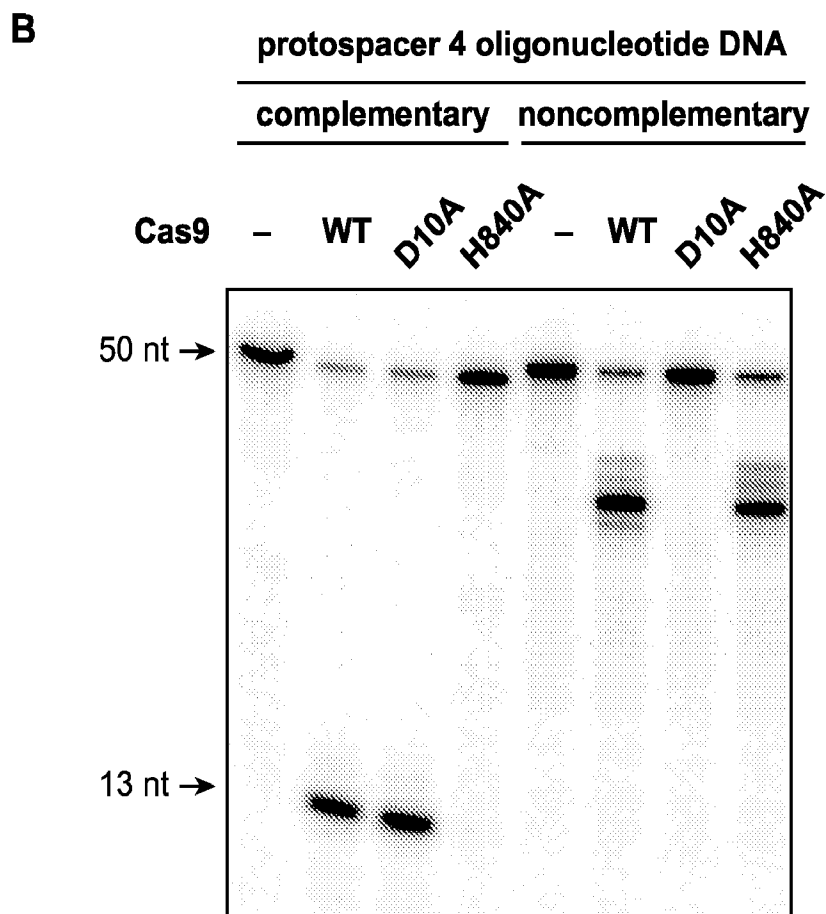 B
protospacer 4 oligonucleotide DNA
complementary noncomplementary
Cas9 – WT D10A H840A – WT D10A H840A
50 nt →
13 nt →